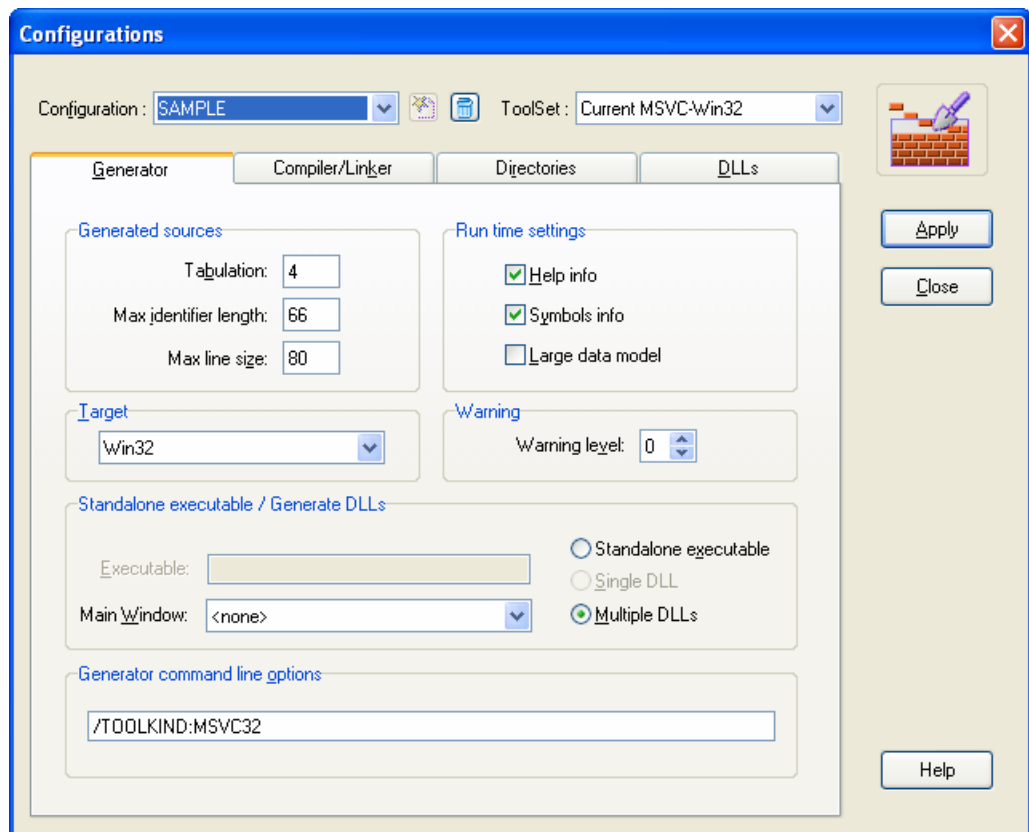 Configurations
Configuration : SAMPLE ToolSet : Current MSVC-Win32
Generator Compiler/Linker Directories DLLs
Generated sources
Tabulation: 4
Max identifier length: 66
Max line size: 80
Run time settings
Help info
Symbols info
Large data model
Apply
Close
Target
Win32
Warning
Warning level: 0
Standalone executable / Generate DLLs
Executable:
Main Window: <none>
Standalone executable
Single DLL
Multiple DLLs
Generator command line options
/TOOLKIND:MSVC32
Help